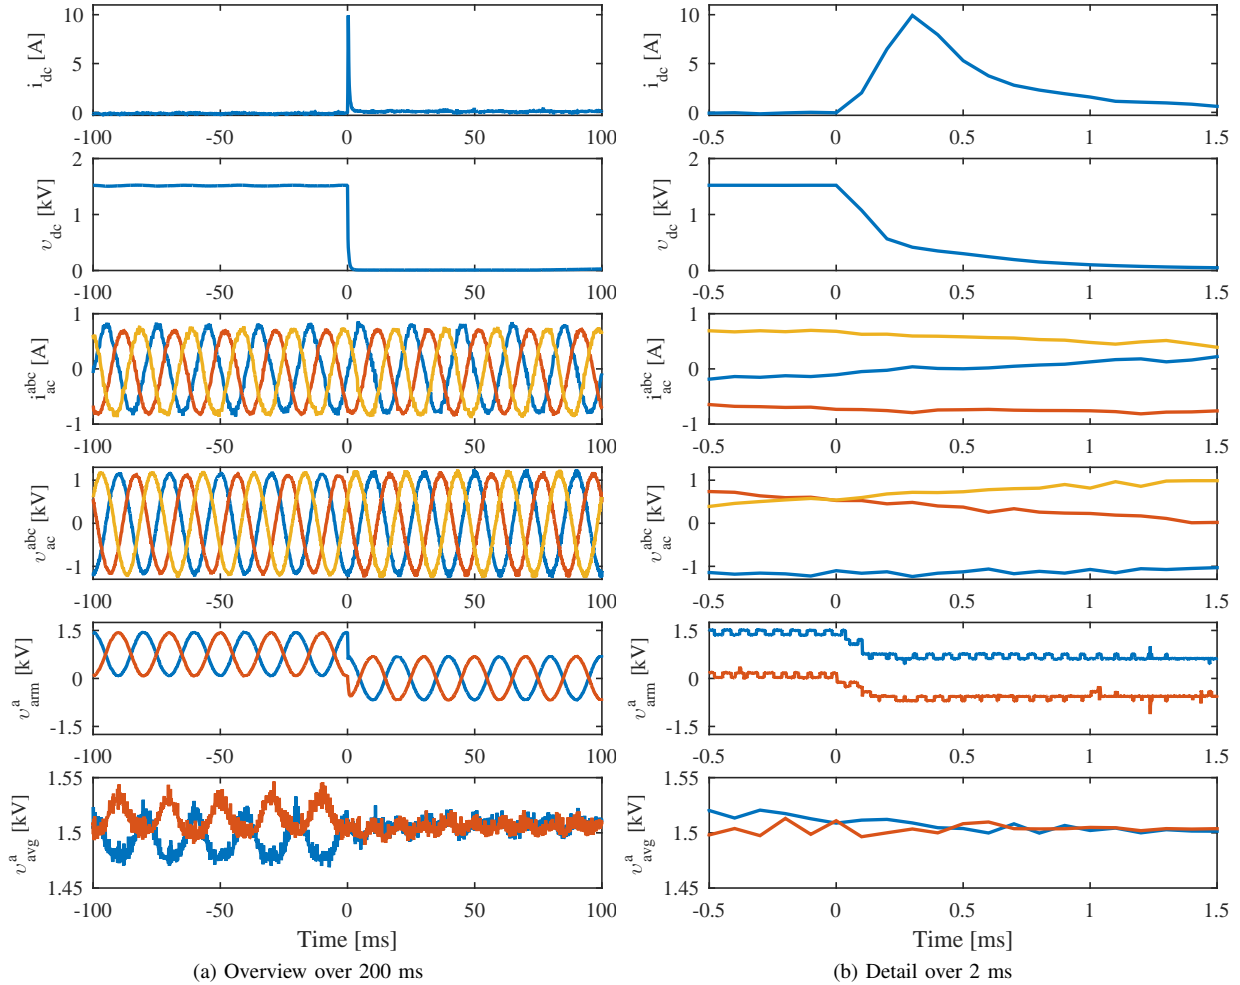 i_dc [A]
10
5
0
-100 -50 0 50 100
i_dc [A]
10
5
0
-0.5 0 0.5 1 1.5
v_dc [kV]
2
1
0
-100 -50 0 50 100
v_dc [kV]
2
1
0
-0.5 0 0.5 1 1.5
i_ac^abc [A]
1
0
-1
-100 -50 0 50 100
i_ac^abc [A]
1
0
-1
-0.5 0 0.5 1 1.5
v_ac^abc [kV]
1
0
-1
-100 -50 0 50 100
v_ac^abc [kV]
1
0
-1
-0.5 0 0.5 1 1.5
v_arm^a [kV]
1.5
0
-1.5
-100 -50 0 50 100
v_arm^a [kV]
1.5
0
-1.5
-0.5 0 0.5 1 1.5
v_avg^a [kV]
1.55
1.5
1.45
-100 -50 0 50 100
Time [ms]
(a) Overview over 200 ms
v_avg^a [kV]
1.55
1.5
1.45
-0.5 0 0.5 1 1.5
Time [ms]
(b) Detail over 2 ms